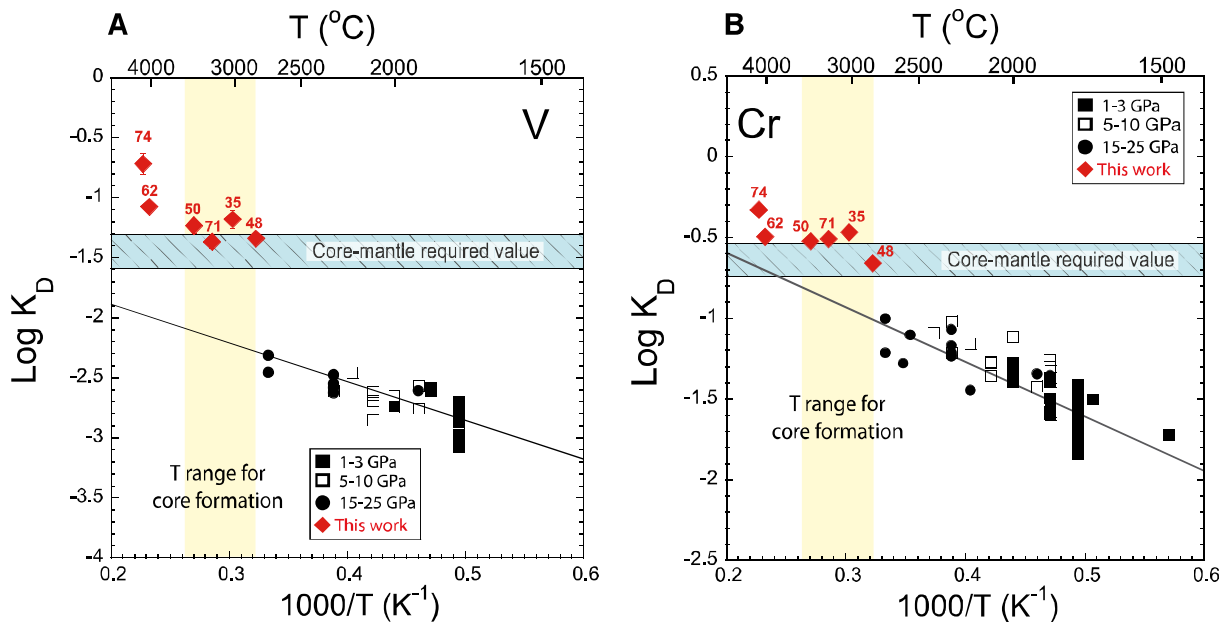 A
T (°C)
4000 3000 2500 2000 1500
0
-0.5
-1
-1.5
-2
-2.5
-3
-3.5
-4
Log K_D
V
74
62
50
71
35
48
Core-mantle required value
T range for
core formation
1-3 GPa
5-10 GPa
15-25 GPa
This work
0.2 0.3 0.4 0.5 0.6
1000/T (K⁻¹)
B
T (°C)
4000 3000 2500 2000 1500
0.5
0
-0.5
-1
-1.5
-2
-2.5
Log K_D
Cr
1-3 GPa
5-10 GPa
15-25 GPa
This work
74
62
50
71
35
48
Core-mantle required value
T range for
core formation
0.2 0.3 0.4 0.5 0.6
1000/T (K⁻¹)